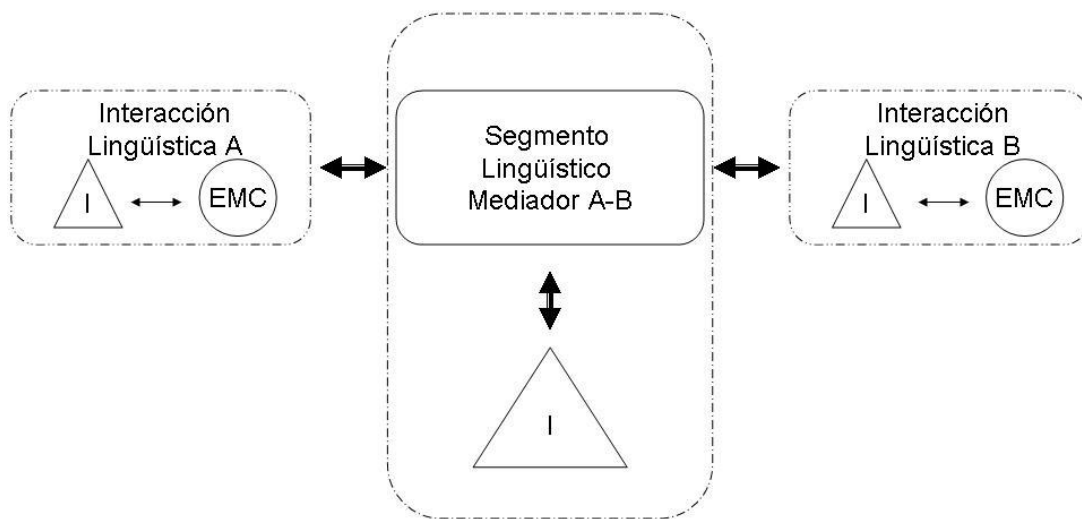 Interacción
Lingüística A
I
EMC
Segmento
Lingüístico
Mediador A-B
I
Interacción
Lingüística B
I
EMC